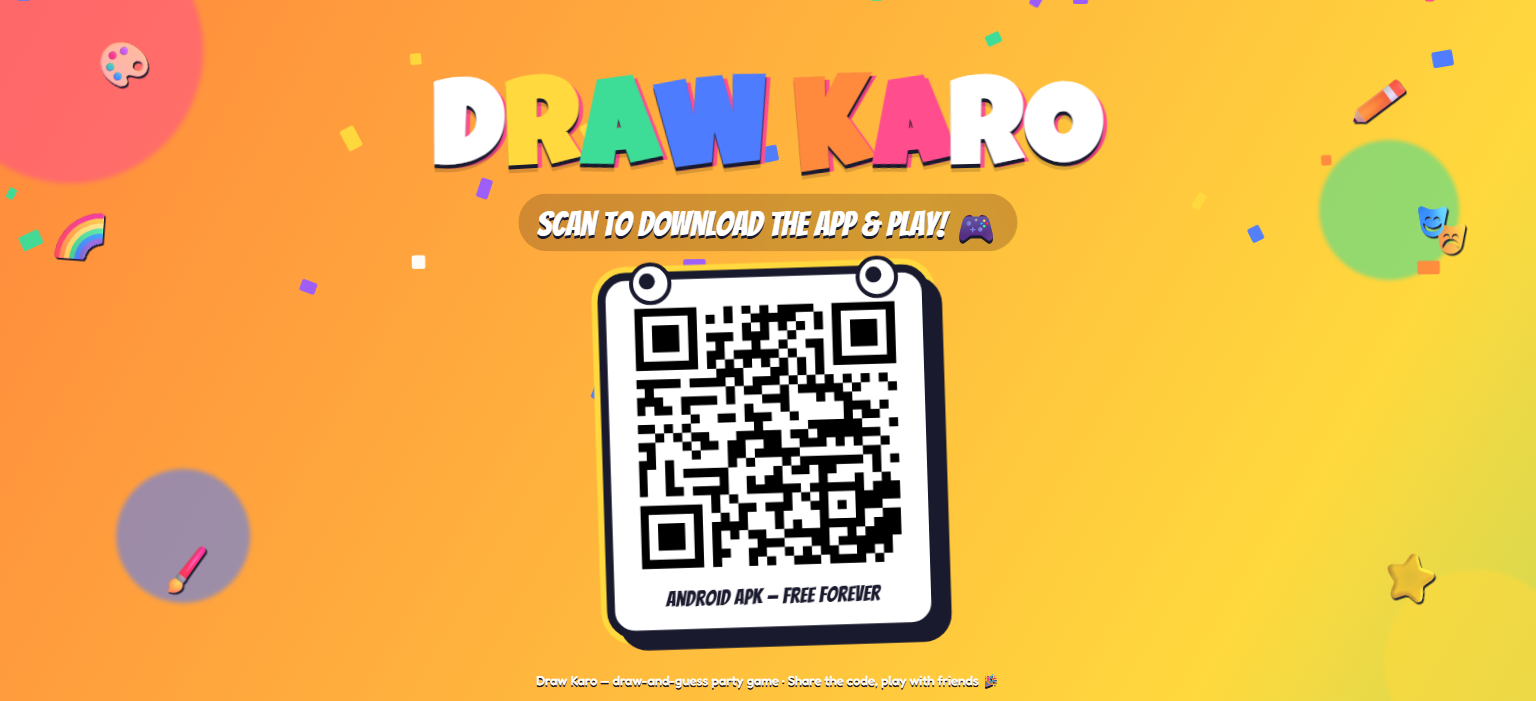 DRAW KARO
SCAN TO DOWNLOAD THE APP & PLAY! 🎮
ANDROID APK – FREE FOREVER
Draw Karo – draw-and-guess party game · Share the code, play with friends 🎉